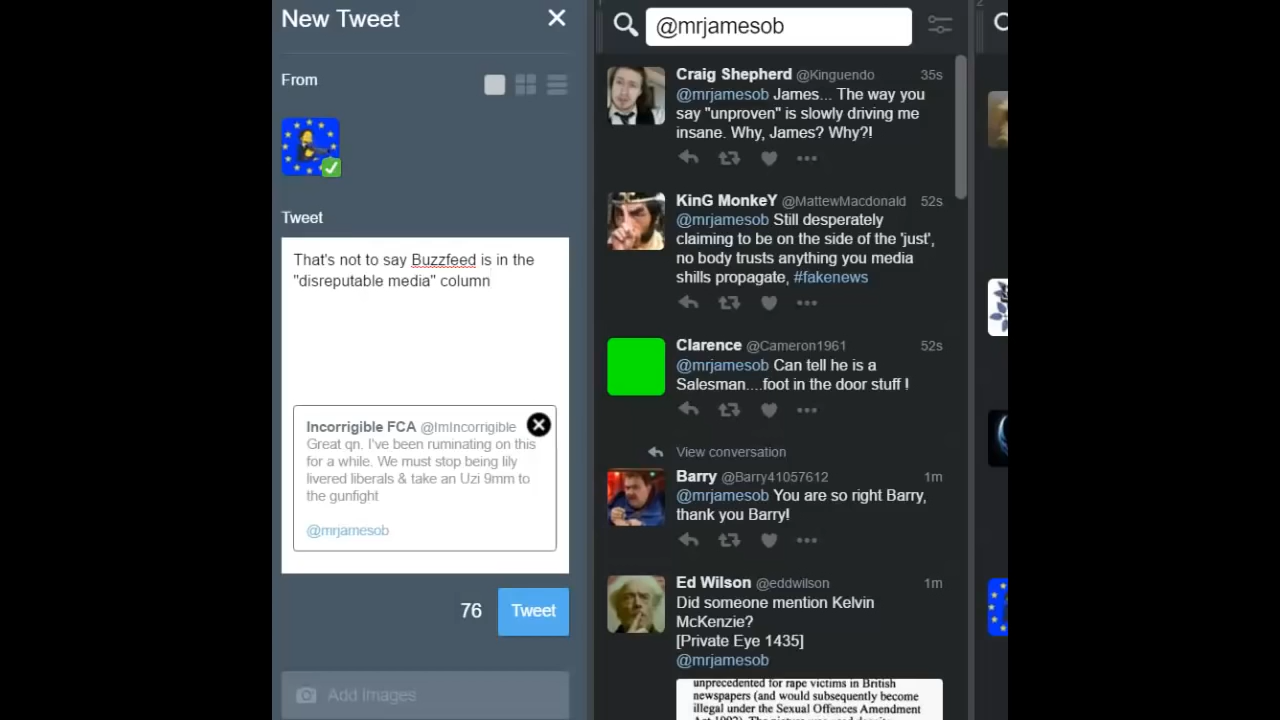 New Tweet
From
Tweet
That's not to say Buzzfeed is in the
"disreputable media" column
Incorrigible FCA @ImIncorrigible
Great qn. I've been ruminating on this
for a while. We must stop being lily
livered liberals & take an Uzi 9mm to
the gunfight
@mrjamesob
76
Tweet
Add Images
@mrjamesob
Craig Shepherd @Kinguendo 35s
@mrjamesob James... The way you
say "unproven" is slowly driving me
insane. Why, James? Why?!
KinG MonkeY @MattewMacdonald 52s
@mrjamesob Still desperately
claiming to be on the side of the 'just',
no body trusts anything you media
shills propagate, #fakenews
Clarence @Cameron1961 52s
@mrjamesob Can tell he is a
Salesman....foot in the door stuff !
View conversation
Barry @Barry41057612 1m
@mrjamesob You are so right Barry,
thank you Barry!
Ed Wilson @eddwilson 1m
Did someone mention Kelvin
McKenzie?
[Private Eye 1435]
@mrjamesob
unprecedented for rape victims in British
newspapers (and would subsequently become
illegal under the Sexual Offences Amendment